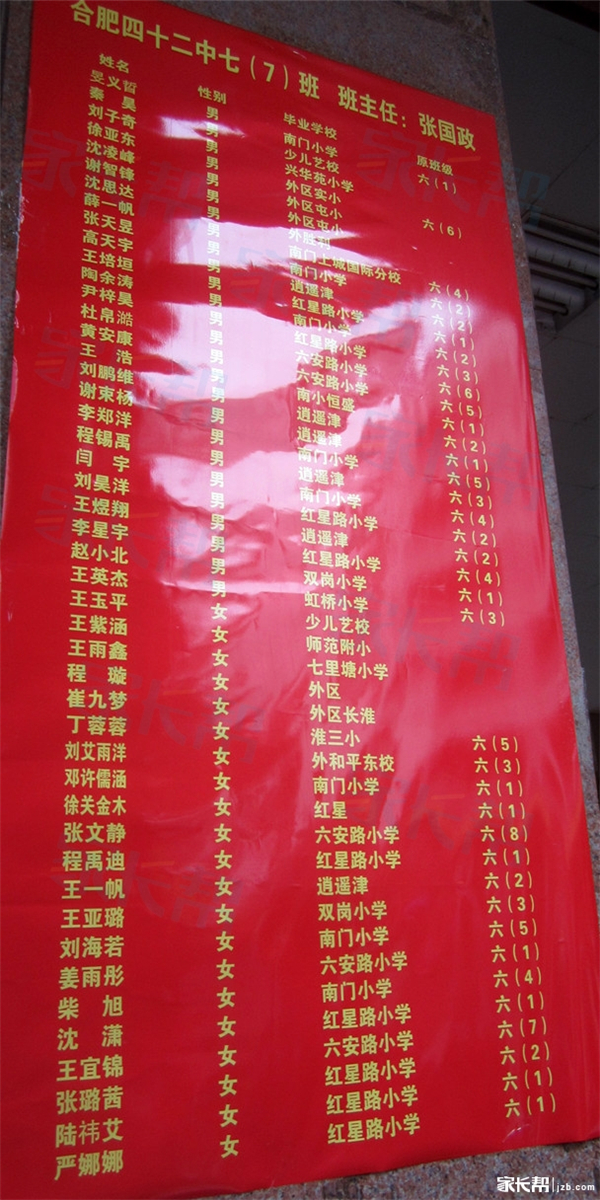 合肥四十二中七（7）班 班主任：张国政
姓名 性别 毕业学校 原班级
旻义哲 男 南门小学 六（1）
秦昊 男 少儿艺校
刘子奇 男 兴华苑小学
徐亚东 男 外区实小 六（6）
沈凌峰 男 外区屯小
谢智锋 男 外区屯小
沈思达 男 外胜利
薛一帆 男 南门上城国际分校 六（4）
张天昱 男 南门小学 六（2）
高天宇 男 逍遥津 六（2）
王培垣 男 红星路小学 六（1）
陶余涛 男 南门小学 六（2）
尹梓昊 男 红星路小学 六（3）
杜帛澔 男 六安路小学 六（6）
黄安康 男 六安路小学 六（5）
王浩 男 南小恒盛 六（1）
刘鹏维 男 逍遥津 六（2）
谢束杨 男 逍遥津 六（1）
李郑洋 男 南门小学 六（5）
程锡禹 男 逍遥津 六（3）
闫宇 男 南门小学 六（4）
刘昊洋 男 红星路小学 六（2）
王煜翔 男 逍遥津 六（2）
李星宇 男 红星路小学 六（4）
赵小北 男 双岗小学 六（1）
王英杰 男 虹桥小学 六（3）
王玉平 女 少儿艺校
王紫涵 女 师范附小
王雨鑫 女 七里塘小学
程璇 女 外区
崔九梦 女 外区长淮
丁蓉蓉 女 淮三小 六（5）
刘艾雨洋 女 外和平东校 六（3）
邓许儒涵 女 南门小学 六（1）
徐关金木 女 红星 六（1）
张文静 女 六安路小学 六（8）
程禹迪 女 红星路小学 六（1）
王一帆 女 逍遥津 六（2）
王亚璐 女 双岗小学 六（3）
刘海若 女 南门小学 六（5）
姜雨彤 女 六安路小学 六（1）
柴旭 女 南门小学 六（4）
沈潇 女 红星路小学 六（1）
王宜锦 女 六安路小学 六（7）
张璐茜 女 红星路小学 六（2）
陆祎艾 女 红星路小学 六（1）
严娜娜 女 红星路小学 六（1）
家长帮 jzb.com